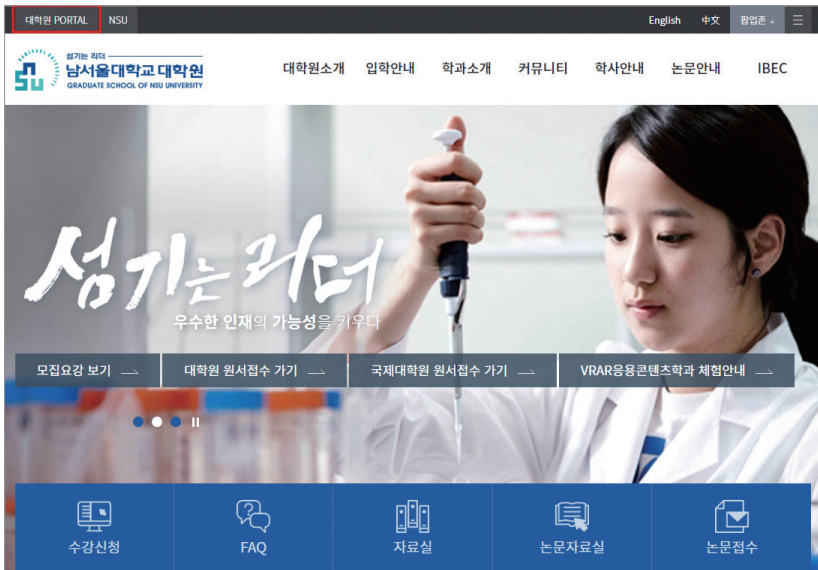 대학원 PORTAL NSU English 中文 팝업존
섬기는 리더
남서울대학교 대학원
GRADUATE SCHOOL OF NSU UNIVERSITY
대학원소개 입학안내 학과소개 커뮤니티 학사안내 논문안내 IBEC
섬기는 리더
우수한 인재의 가능성을 키우다
모집요강 보기 대학원 원서접수 가기 국제대학원 원서접수 가기 VRAR응용콘텐츠학과 체험안내
수강신청 FAQ 자료실 논문자료실 논문접수